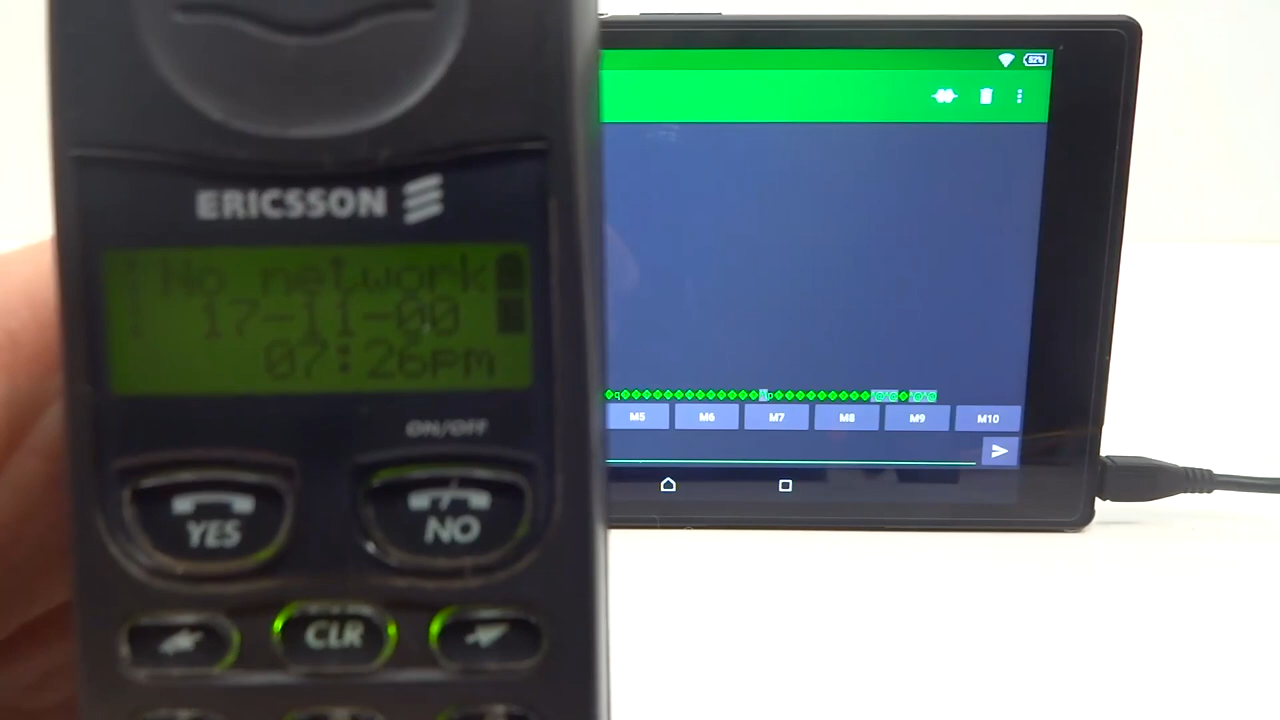 ERICSSON
No network
17-11-00
07:26pm
ON/OFF
YES
NO
CLR
52%
M5 M6 M7 M8 M9 M10